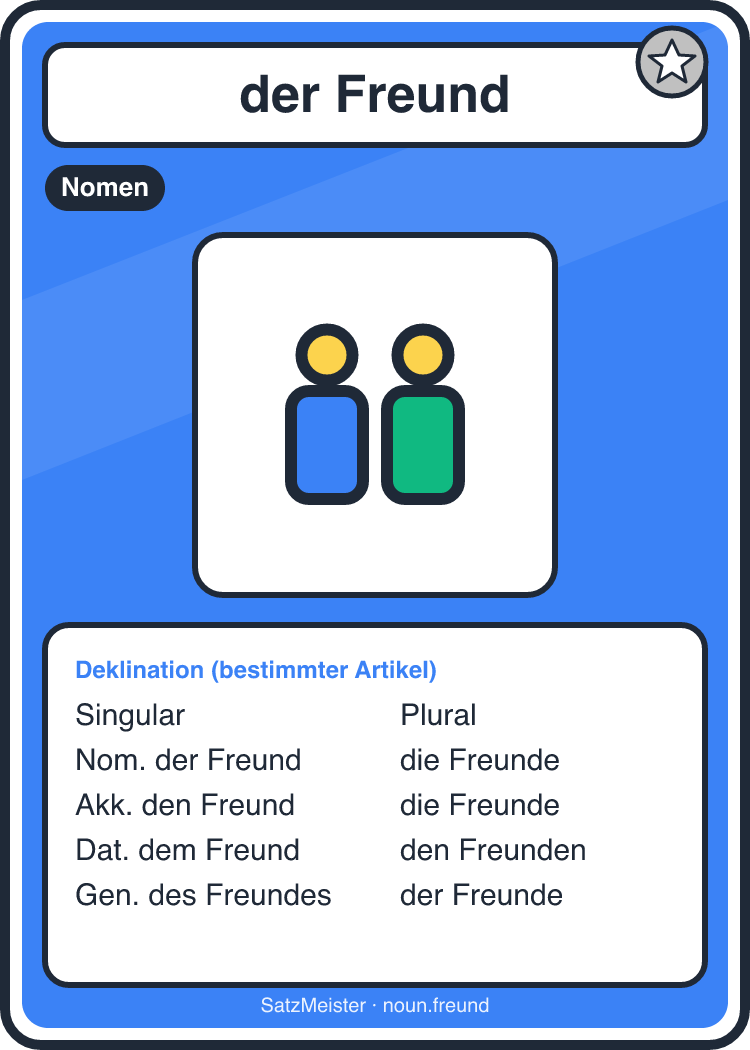 der Freund
Nomen
Deklination (bestimmter Artikel)
Singular Plural
Nom. der Freund die Freunde
Akk. den Freund die Freunde
Dat. dem Freund den Freunden
Gen. des Freundes der Freunde
SatzMeister · noun.freund